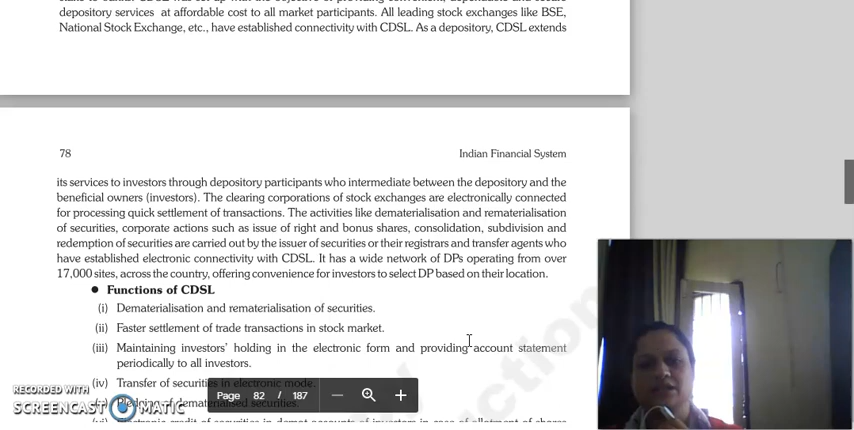 depository services at affordable cost to all market participants. All leading stock exchanges like BSE,
National Stock Exchange, etc., have established connectivity with CDSL. As a depository, CDSL extends
78
Indian Financial System
its services to investors through depository participants who intermediate between the depository and the
beneficial owners (investors). The clearing corporations of stock exchanges are electronically connected
for processing quick settlement of transactions. The activities like dematerialisation and rematerialisation
of securities, corporate actions such as issue of right and bonus shares, consolidation, subdivision and
redemption of securities are carried out by the issuer of securities or their registrars and transfer agents who
have established electronic connectivity with CDSL. It has a wide network of DPs operating from over
17,000 sites, across the country, offering convenience for investors to select DP based on their location.
● Functions of CDSL
(i) Dematerialisation and rematerialisation of securities.
(ii) Faster settlement of trade transactions in stock market.
(iii) Maintaining investors' holding in the electronic form and providing account statement
periodically to all investors.
(iv) Transfer of securities in electronic mode.
Pledging of dematerialised securities.
Page 82 / 187
RECORDED WITH
SCREENCAST MATIC